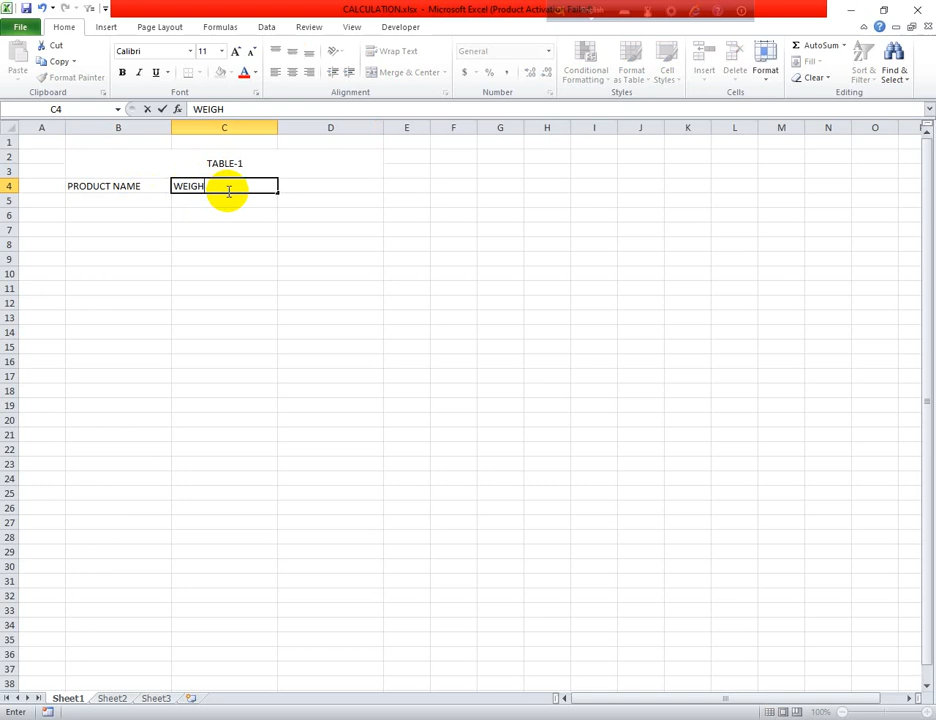 CALCULATION.xlsx - Microsoft Excel (Product Activation Failed)
File Home Insert Page Layout Formulas Data Review View Developer
Cut
Copy
Format Painter
Paste
Clipboard
Calibri 11
B I U
Font
Wrap Text
Merge & Center
Alignment
General
$ % ,
Number
Conditional Formatting
Format as Table
Cell Styles
Styles
Insert Delete Format
Cells
AutoSum
Fill
Clear
Sort & Filter
Find & Select
Editing
C4 fx WEIGH
A B C D E F G H I J K L M N O
1
2
TABLE-1
3
4 PRODUCT NAME WEIGH
5
6
7
8
9
10
11
12
13
14
15
16
17
18
19
20
21
22
23
24
25
26
27
28
29
30
31
32
33
34
35
36
37
38
Sheet1 Sheet2 Sheet3
Enter 100%